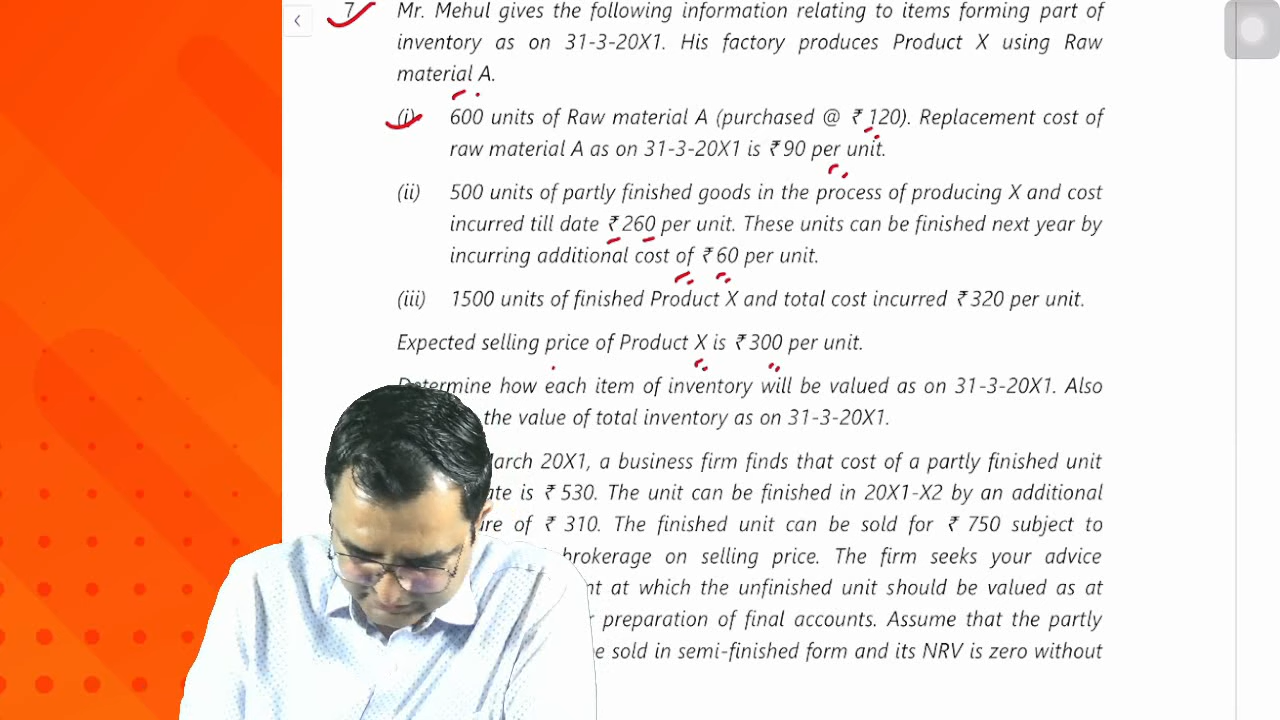 7
Mr. Mehul gives the following information relating to items forming part of
inventory as on 31-3-20X1. His factory produces Product X using Raw
material A.
(i) 600 units of Raw material A (purchased @ ₹ 120). Replacement cost of
raw material A as on 31-3-20X1 is ₹ 90 per unit.
(ii) 500 units of partly finished goods in the process of producing X and cost
incurred till date ₹ 260 per unit. These units can be finished next year by
incurring additional cost of ₹ 60 per unit.
(iii) 1500 units of finished Product X and total cost incurred ₹ 320 per unit.
Expected selling price of Product X is ₹ 300 per unit.
Determine how each item of inventory will be valued as on 31-3-20X1. Also
the value of total inventory as on 31-3-20X1.
March 20X1, a business firm finds that cost of a partly finished unit
is ₹ 530. The unit can be finished in 20X1-X2 by an additional
of ₹ 310. The finished unit can be sold for ₹ 750 subject to
brokerage on selling price. The firm seeks your advice
at which the unfinished unit should be valued as at
preparation of final accounts. Assume that the partly
sold in semi-finished form and its NRV is zero without